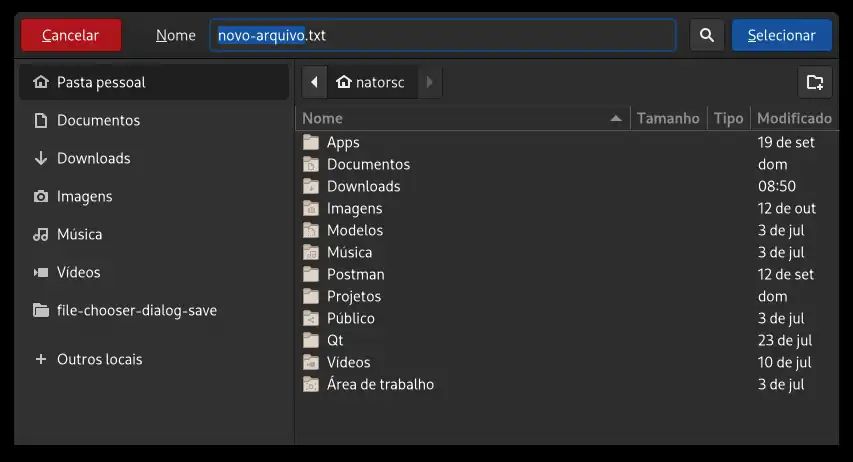 Cancelar Nome novo-arquivo.txt Selecionar
Pasta pessoal
Documentos
Downloads
Imagens
Música
Vídeos
file-chooser-dialog-save
Outros locais
natorsc
Nome Tamanho Tipo Modificado
Apps 19 de set
Documentos dom
Downloads 08:50
Imagens 12 de out
Modelos 3 de jul
Música 3 de jul
Postman 12 de set
Projetos dom
Público 3 de jul
Qt 23 de jul
Vídeos 10 de jul
Área de trabalho 3 de jul